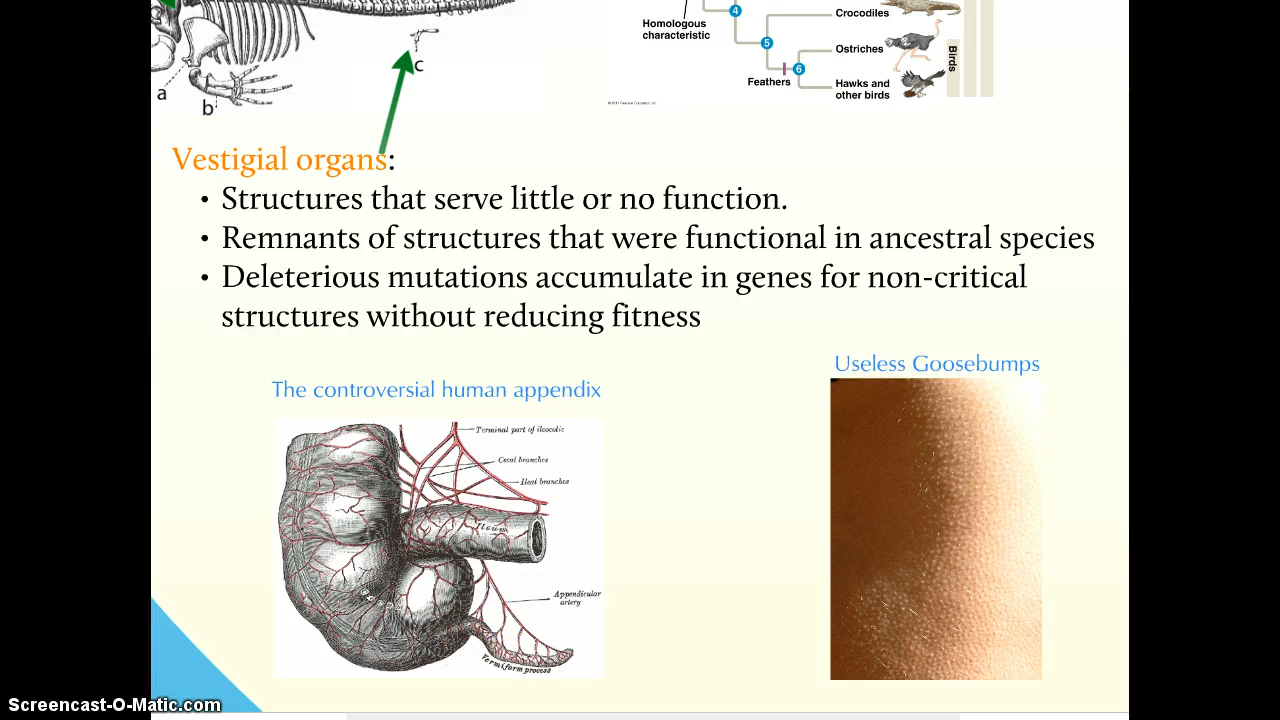 Homologous
characteristic
4
5
6
Crocodiles
Ostriches
Feathers
Hawks and
other birds
Birds
a
b
c
Vestigial organs:
• Structures that serve little or no function.
• Remnants of structures that were functional in ancestral species
• Deleterious mutations accumulate in genes for non-critical
structures without reducing fitness
The controversial human appendix
Useless Goosebumps
Terminal part of ileocolic
Cecal branches
Ileal branches
Ileum
Appendicular
artery
Vermiform process
Screencast-O-Matic.com